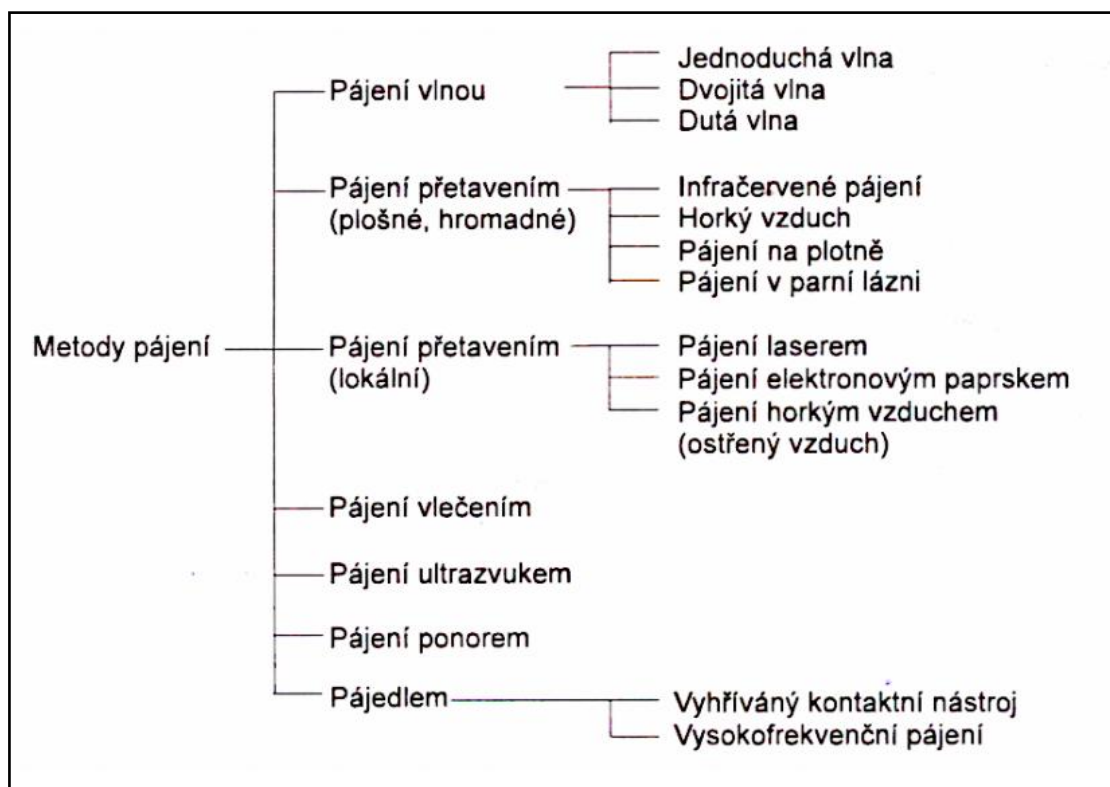 Jednoduchá vlna
Pájení vlnou
Dvojitá vlna
Dutá vlna
Pájení přetavením
(plošné, hromadné)
Infračervené pájení
Horký vzduch
Pájení na plotně
Pájení v parní lázni
Metody pájení
Pájení přetavením
(lokální)
Pájení laserem
Pájení elektronovým paprskem
Pájení horkým vzduchem
(ostřený vzduch)
Pájení vlečením
Pájení ultrazvukem
Pájení ponorem
Pájedlem
Vyhříváný kontaktní nástroj
Vysokofrekvenční pájení